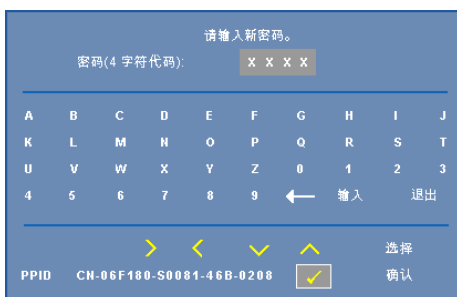 请输入新密码。
密码(4 字符代码): X X X X
A B C D E F G H I J
K L M N O P Q R S T
U V W X Y Z 0 1 2 3
4 5 6 7 8 9 ← 输入 退出
选择
PPID CN-06F180-S0081-46B-0208 ✓ 确认